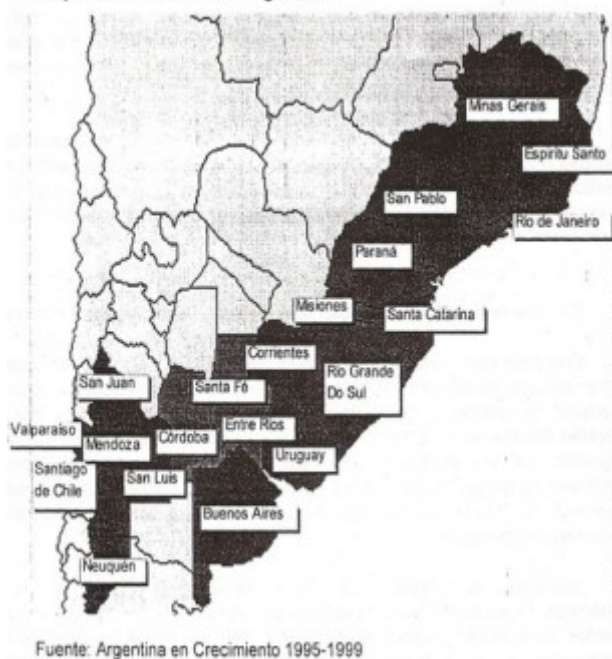 Minas Gerais
Espiritu Santo
San Pablo
Rio de Janeiro
Paraná
Misiones
Santa Catarina
Corrientes
Rio Grande
Do Sul
San Juan
Santa Fé
Valparaiso
Mendoza
Córdoba
Entre Rios
Uruguay
Santiago
de Chile
San Luis
Buenos Aires
Neuquén
Fuente: Argentina en Crecimiento 1995-1999